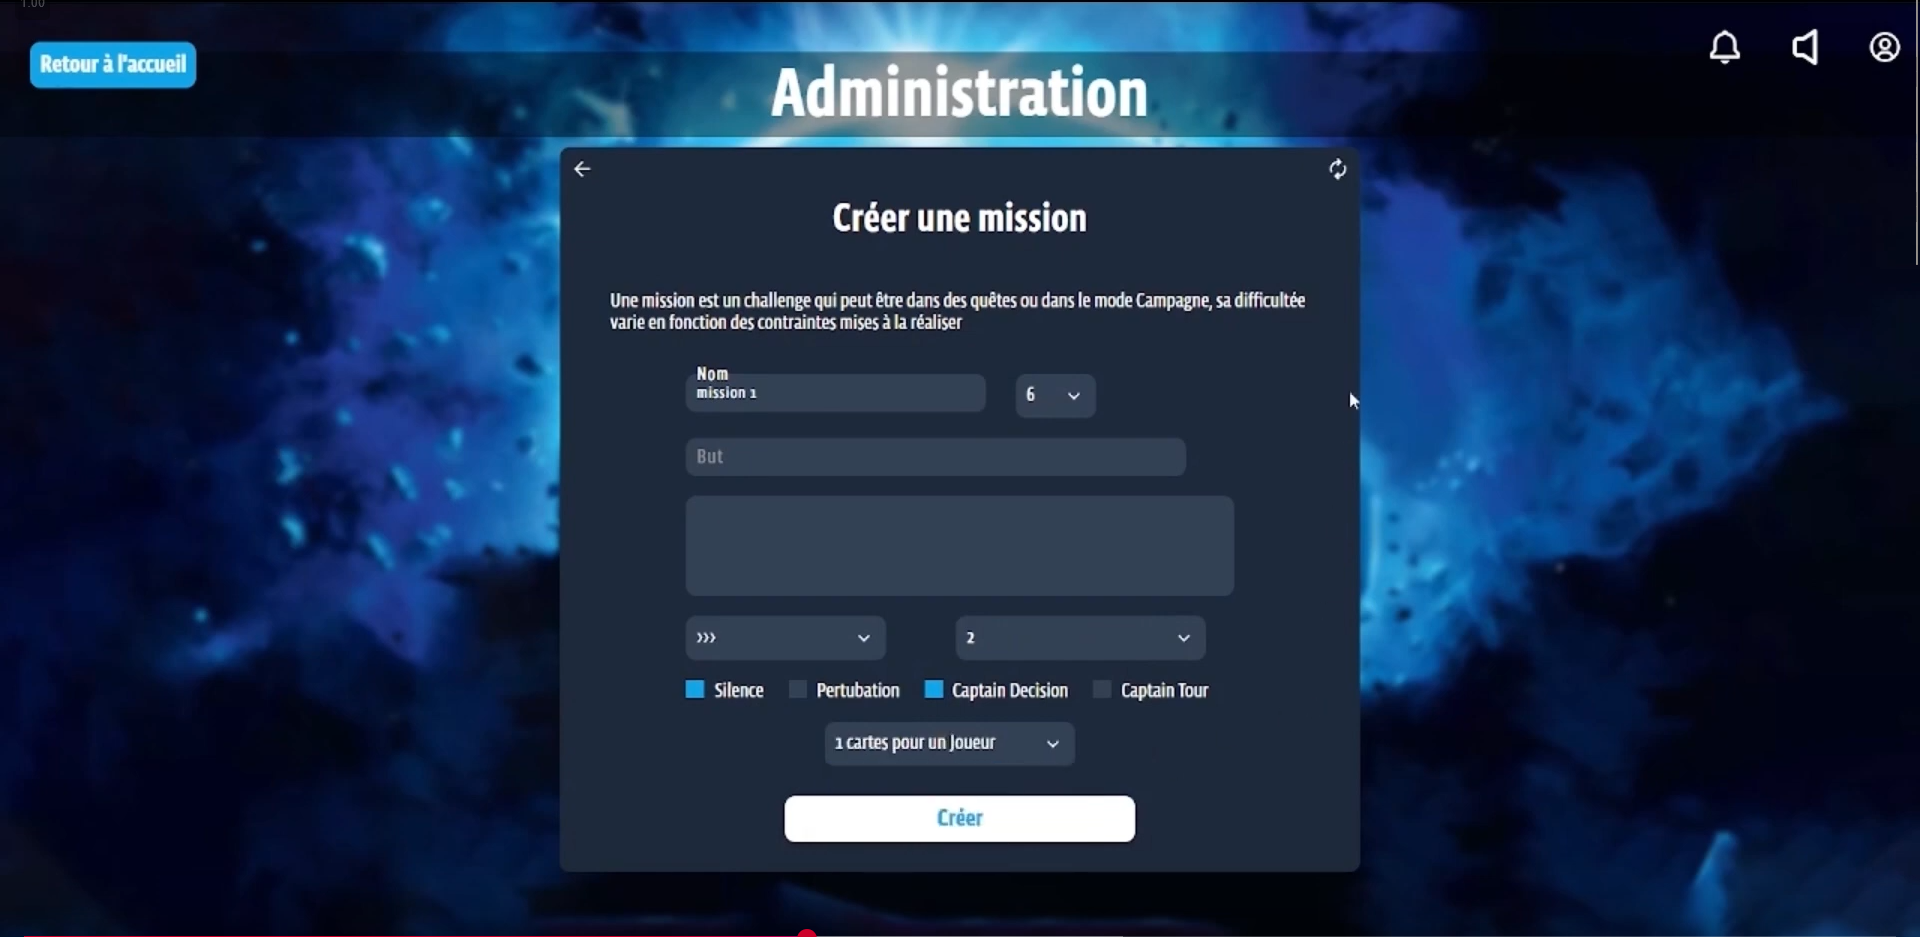 1.00
Retour à l'accueil
Administration
Créer une mission
Une mission est un challenge qui peut être dans des quêtes ou dans le mode Campagne, sa difficultée
varie en fonction des contraintes mises à la réaliser
Nom
mission 1
6
But
>>>
2
Silence
Pertubation
Captain Decision
Captain Tour
1 cartes pour un Joueur
Créer